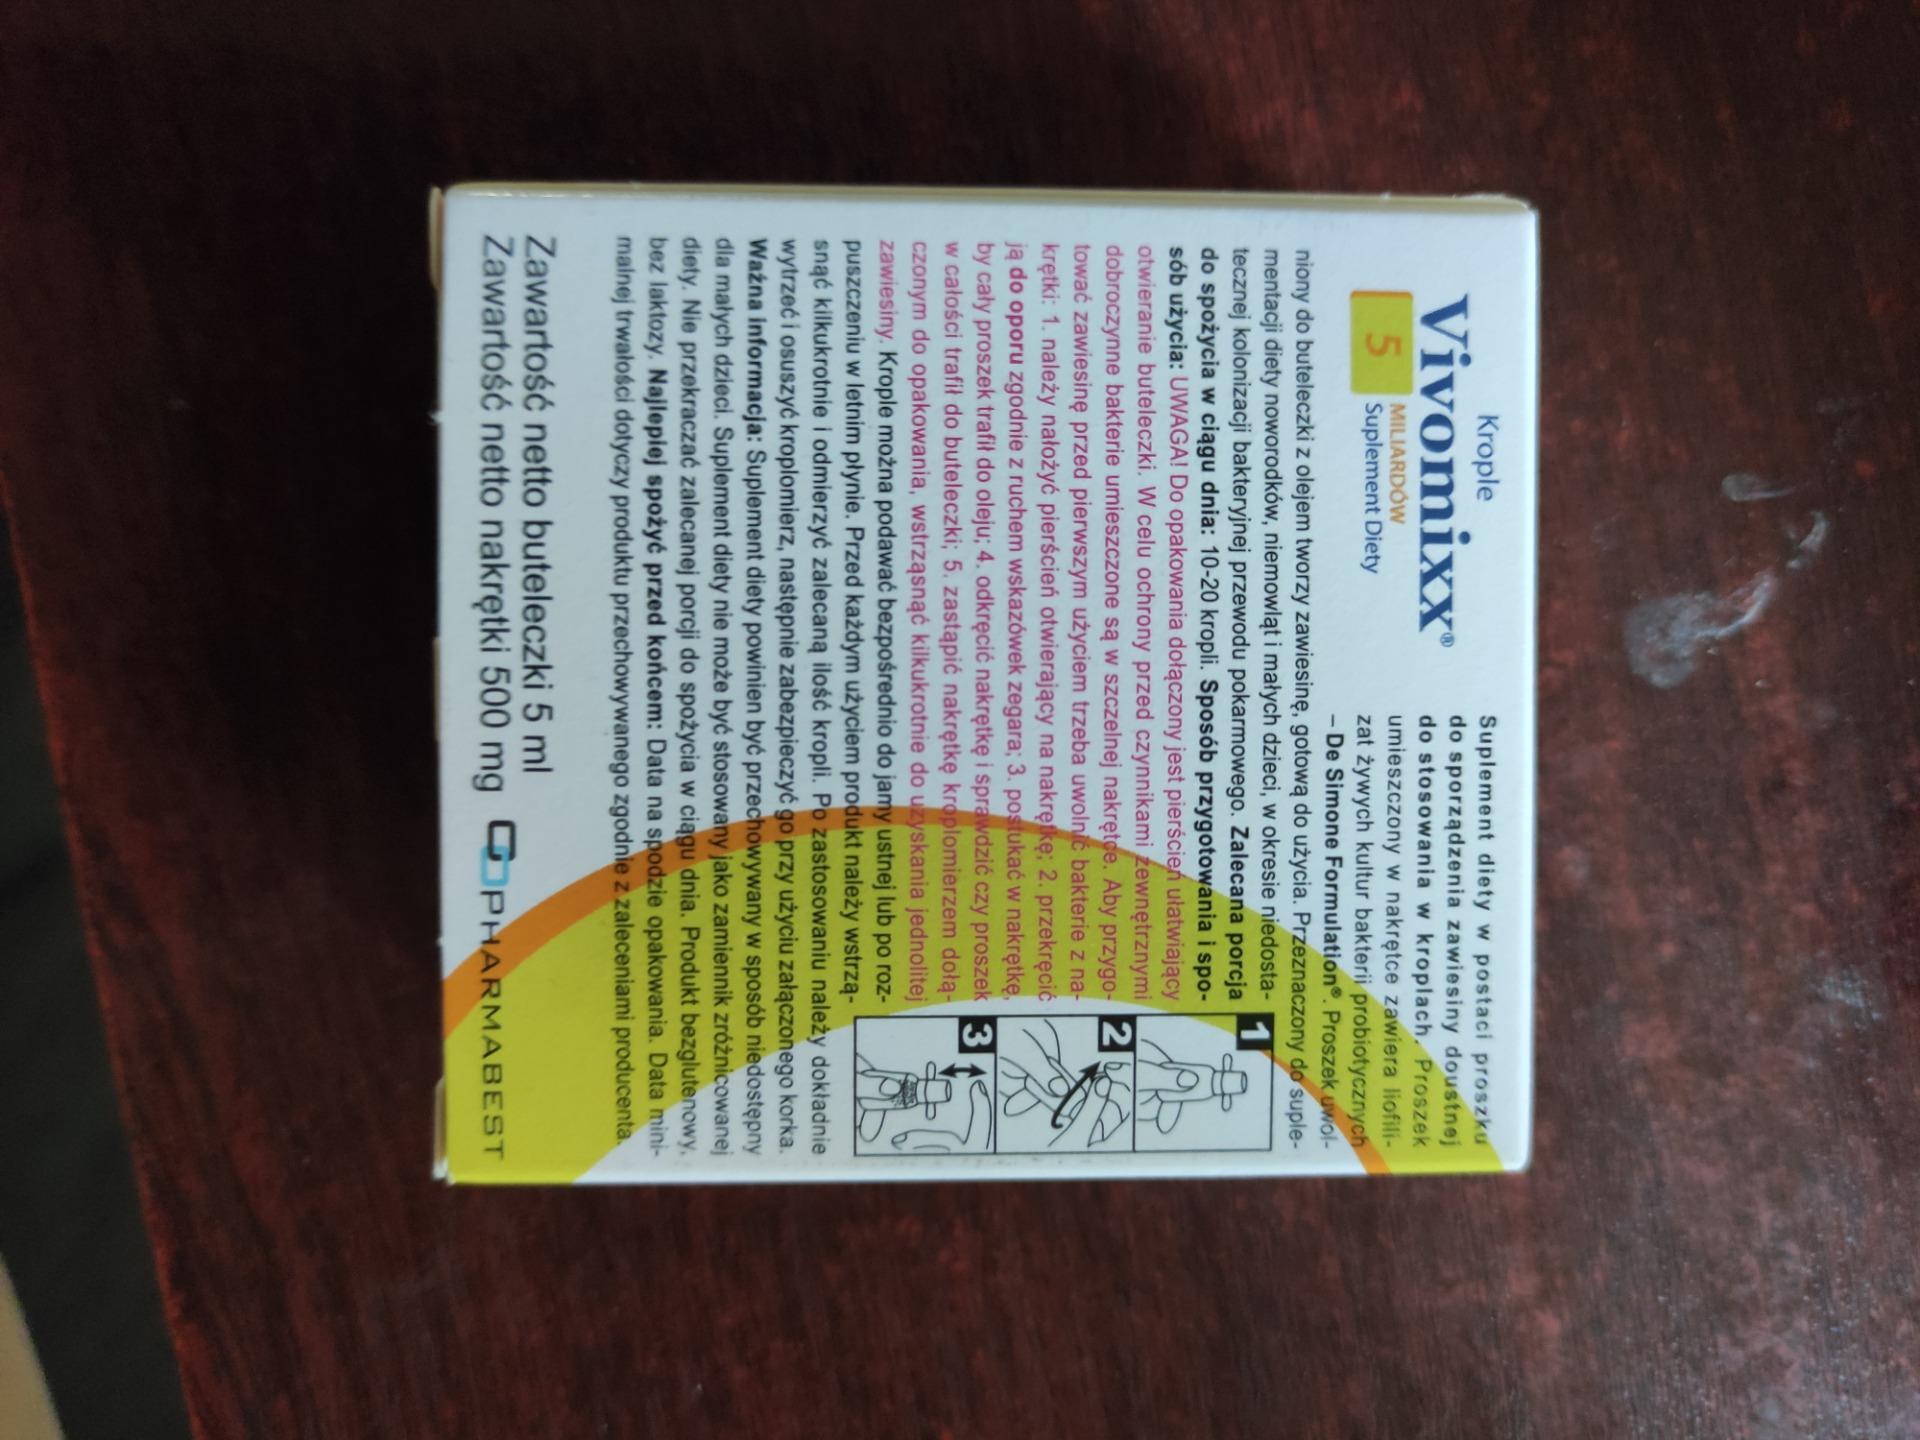 Krople
Vivomixx®
5 MILIARDÓW
Suplement Diety
Suplement diety w postaci proszku
do sporządzenia zawiesiny doustnej
do stosowania w kroplach. Proszek
umieszczony w nakrętce zawiera liofili-
zat żywych kultur bakterii probiotycznych
– De Simone Formulation®. Proszek uwol-
niony do buteleczki z olejem tworzy zawiesinę, gotową do użycia. Przeznaczony do suple-
mentacji diety noworodków, niemowląt i małych dzieci, w okresie niedosta-
tecznej kolonizacji bakteryjnej przewodu pokarmowego. Zalecana porcja
do spożycia w ciągu dnia: 10-20 kropli. Sposób przygotowania i spo-
sób użycia: UWAGA! Do opakowania dołączony jest pierścień ułatwiający
otwieranie buteleczki. W celu ochrony przed czynnikami zewnętrznymi
dobroczynne bakterie umieszczone są w szczelnej nakrętce. Aby przygo-
tować zawiesinę przed pierwszym użyciem trzeba uwolnić bakterie z na-
krętki: 1. należy nałożyć pierścień otwierający na nakrętkę; 2. przekręcić
ją do oporu zgodnie z ruchem wskazówek zegara; 3. postukać w nakrętkę,
by cały proszek trafił do oleju; 4. odkręcić nakrętkę i sprawdzić czy proszek
w całości trafił do buteleczki; 5. zastąpić nakrętkę kroplomierzem dołą-
czonym do opakowania, wstrząsnąć kilkukrotnie do uzyskania jednolitej
zawiesiny. Krople można podawać bezpośrednio do jamy ustnej lub po roz-
puszczeniu w letnim płynie. Przed każdym użyciem produkt należy wstrzą-
snąć kilkukrotnie i odmierzyć zalecaną ilość kropli. Po zastosowaniu należy dokładnie
wytrzeć i osuszyć kroplomierz, następnie zabezpieczyć go przy użyciu załączonego korka.
Ważna informacja: Suplement diety powinien być przechowywany w sposób niedostępny
dla małych dzieci. Suplement diety nie może być stosowany jako zamiennik zróżnicowanej
diety. Nie przekraczać zalecanej porcji do spożycia w ciągu dnia. Produkt bezglutenowy,
bez laktozy. Najlepiej spożyć przed końcem: Data na spodzie opakowania. Data mini-
malnej trwałości dotyczy produktu przechowywanego zgodnie z zaleceniami producenta.
1
2
3
Zawartość netto buteleczki 5 ml
Zawartość netto nakrętki 500 mg
PHARMABEST